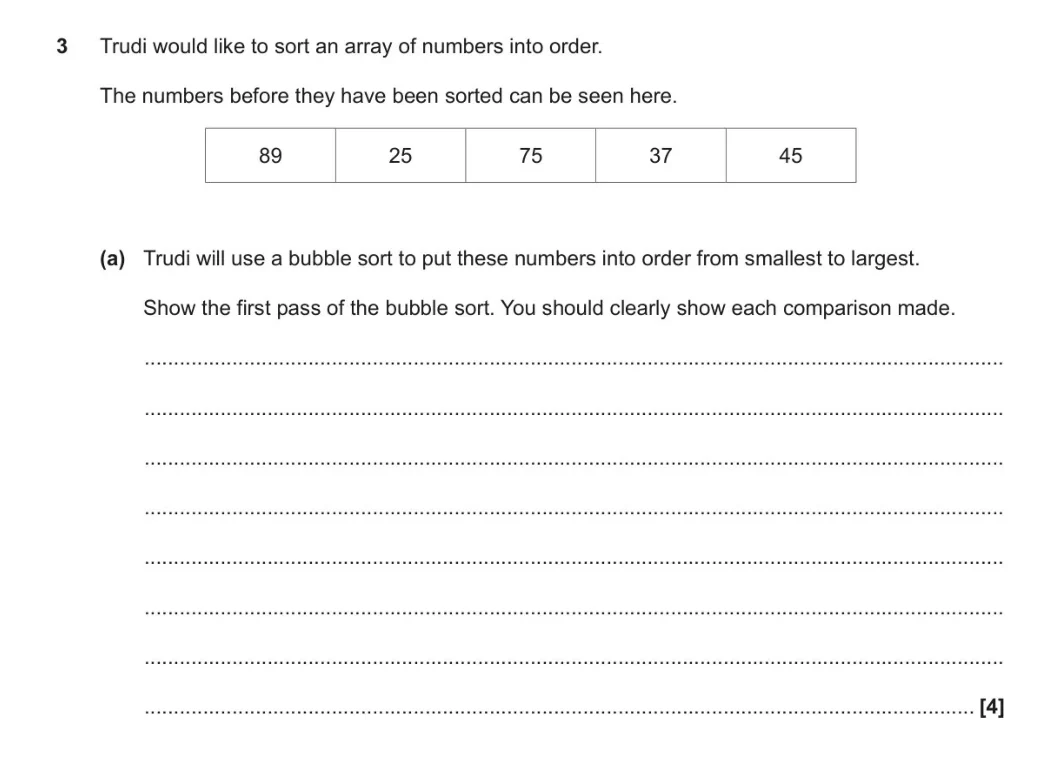 3 Trudi would like to sort an array of numbers into order.
The numbers before they have been sorted can be seen here.
89 25 75 37 45
(a) Trudi will use a bubble sort to put these numbers into order from smallest to largest.
Show the first pass of the bubble sort. You should clearly show each comparison made.
[4]